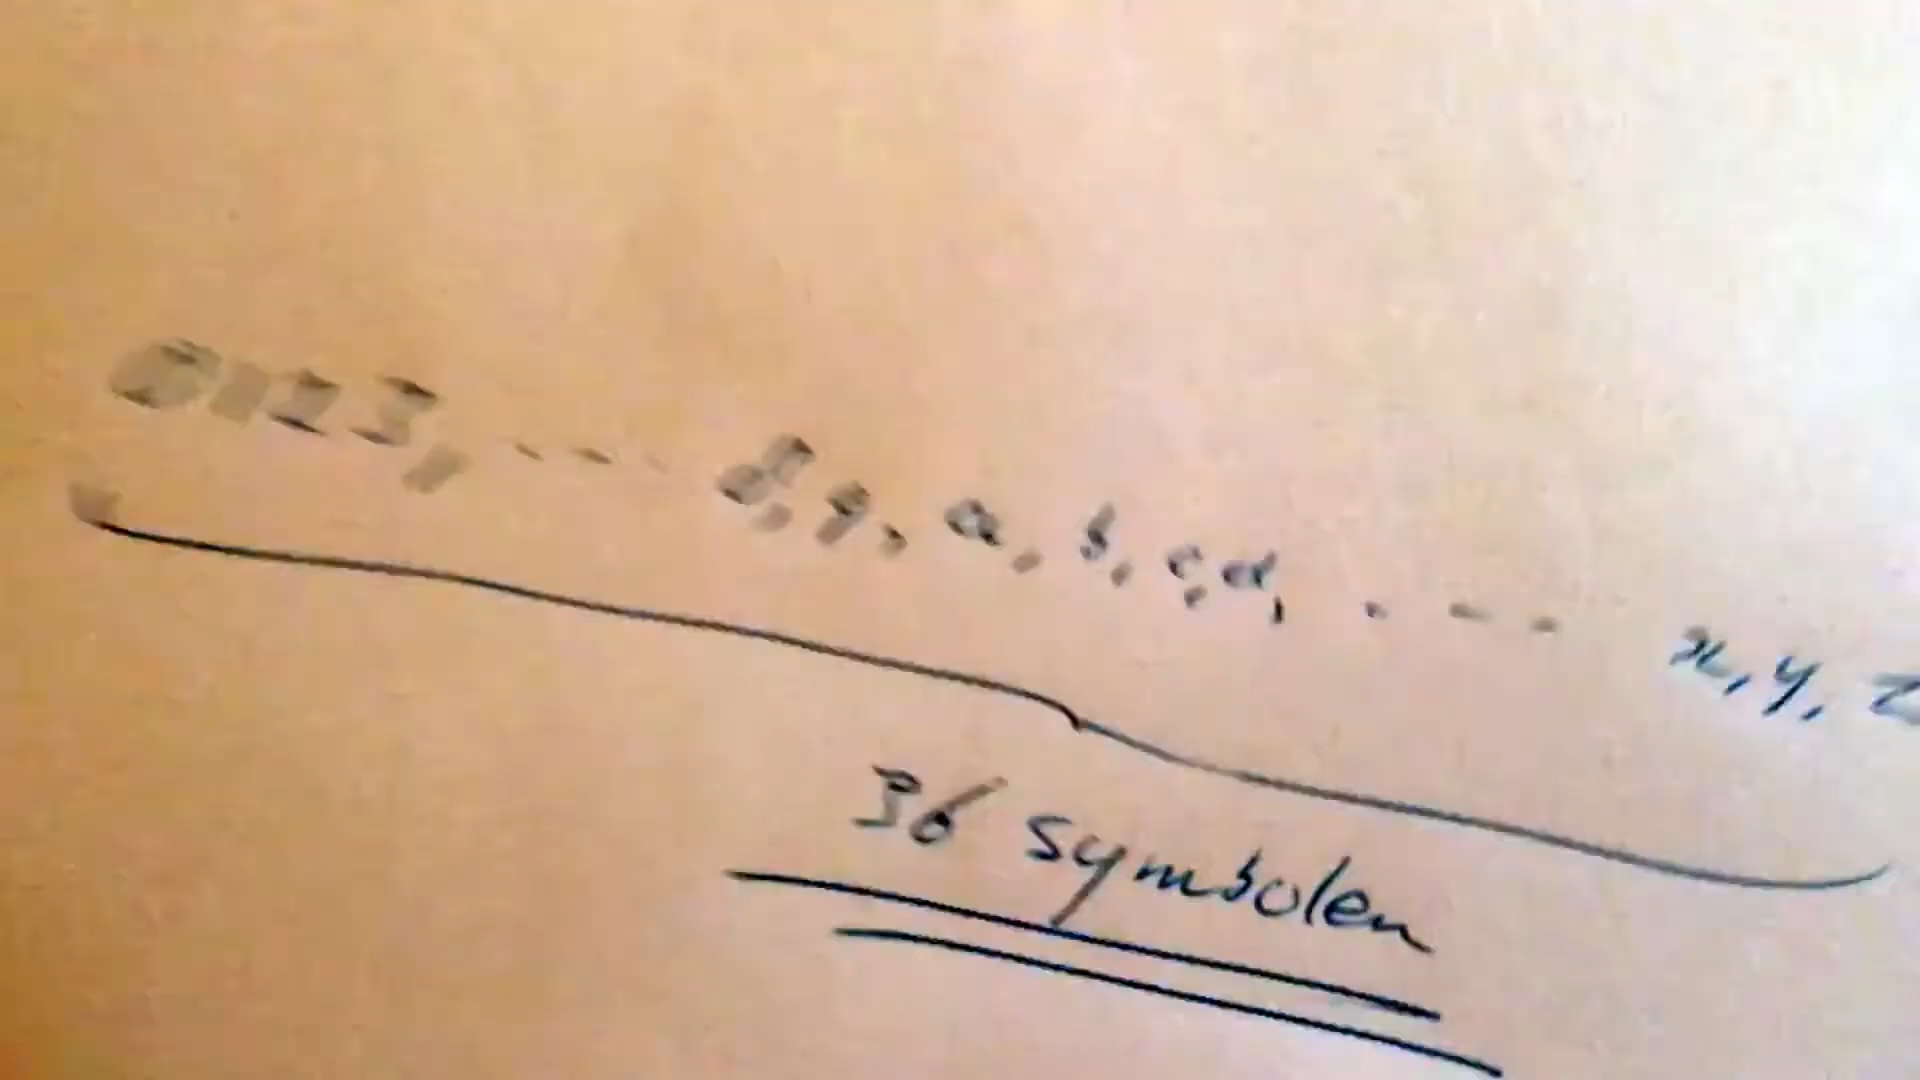 0123, ... 8, 9, a, b, c, d, ... x, y, z
36 symbolen